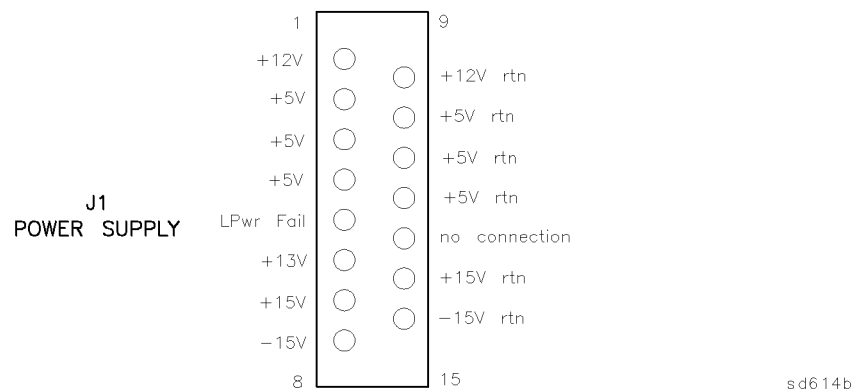 1 9
+12V
+12V rtn
+5V
+5V rtn
+5V
+5V rtn
+5V
+5V rtn
J1
POWER SUPPLY
LPwr Fail
no connection
+13V
+15V rtn
+15V
-15V rtn
-15V
8 15
sd614b